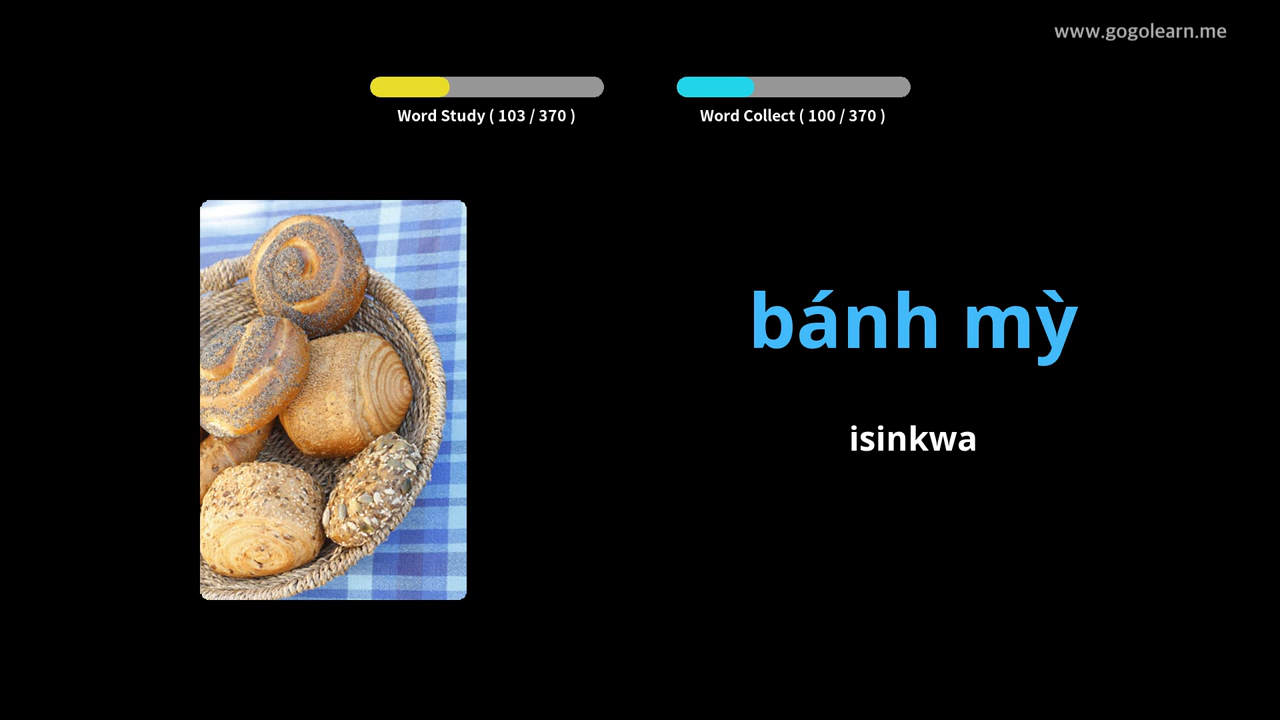 www.gogolearn.me
Word Study ( 103 / 370 )
Word Collect ( 100 / 370 )
bánh mỳ
isinkwa